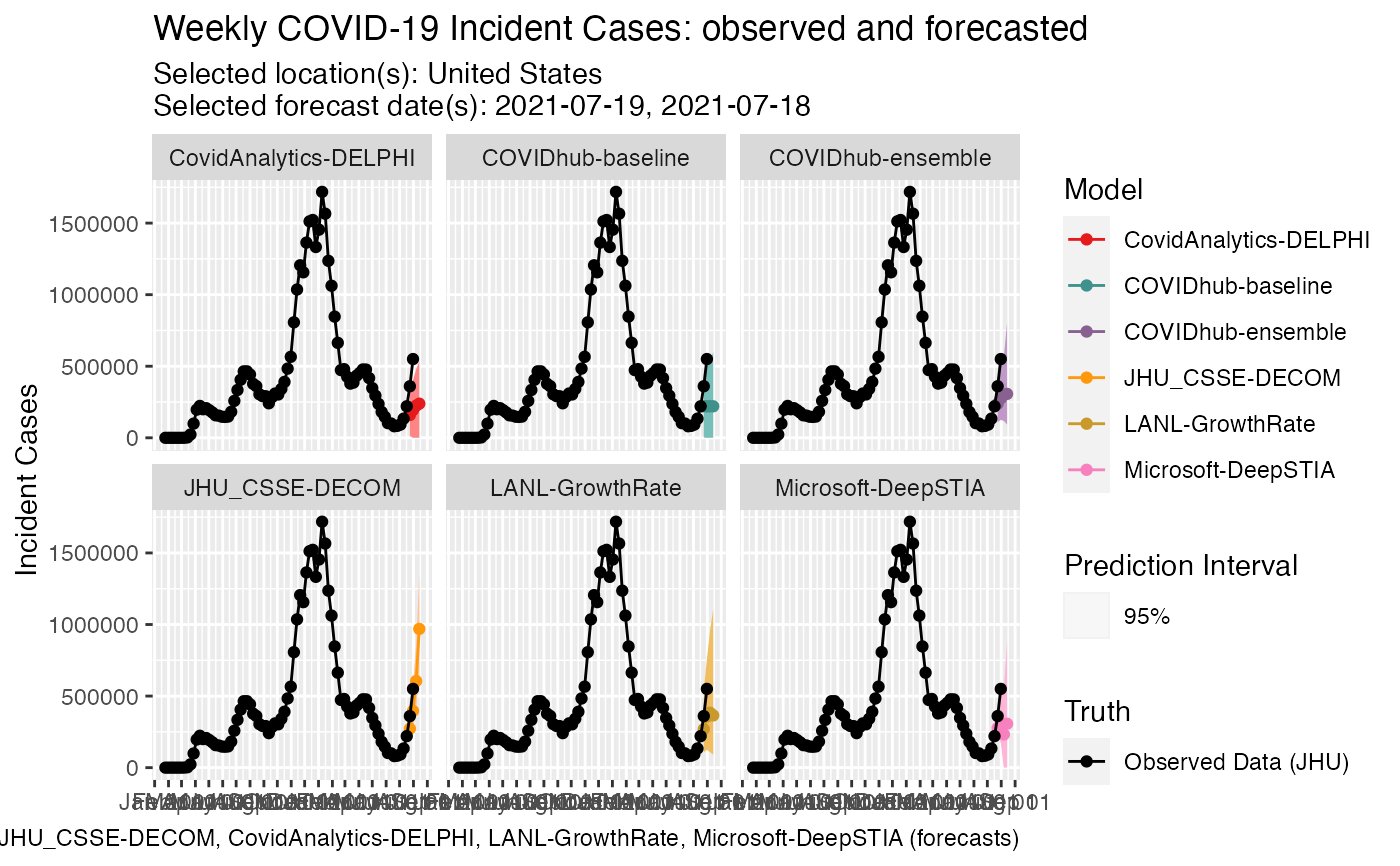 Weekly COVID-19 Incident Cases: observed and forecasted
Selected location(s): United States
Selected forecast date(s): 2021-07-19, 2021-07-18
CovidAnalytics-DELPHI
COVIDhub-baseline
COVIDhub-ensemble
1500000
1000000
500000
0
JHU_CSSE-DECOM
LANL-GrowthRate
Microsoft-DeepSTIA
1500000
1000000
500000
0
Incident Cases
JHU_CSSE-DECOM, CovidAnalytics-DELPHI, LANL-GrowthRate, Microsoft-DeepSTIA (forecasts)
Model
CovidAnalytics-DELPHI
COVIDhub-baseline
COVIDhub-ensemble
JHU_CSSE-DECOM
LANL-GrowthRate
Microsoft-DeepSTIA
Prediction Interval
95%
Truth
Observed Data (JHU)